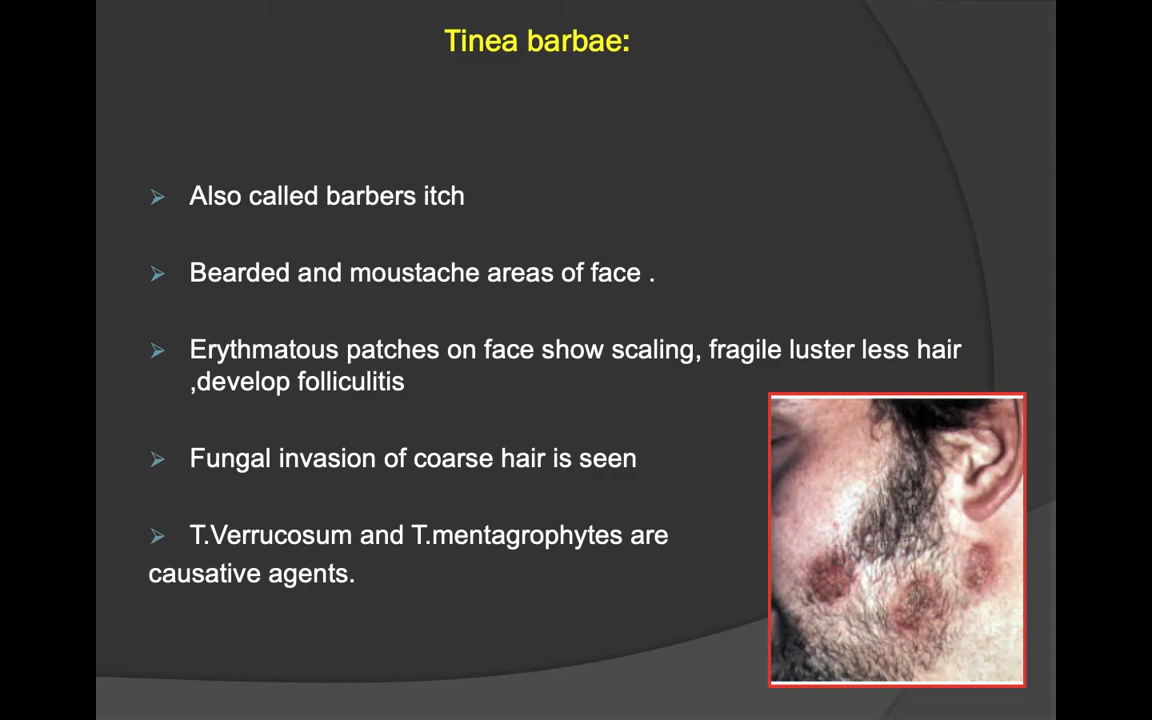 Tinea barbae:
Also called barbers itch
Bearded and moustache areas of face .
Erythmatous patches on face show scaling, fragile luster less hair
,develop folliculitis
Fungal invasion of coarse hair is seen
T.Verrucosum and T.mentagrophytes are
causative agents.